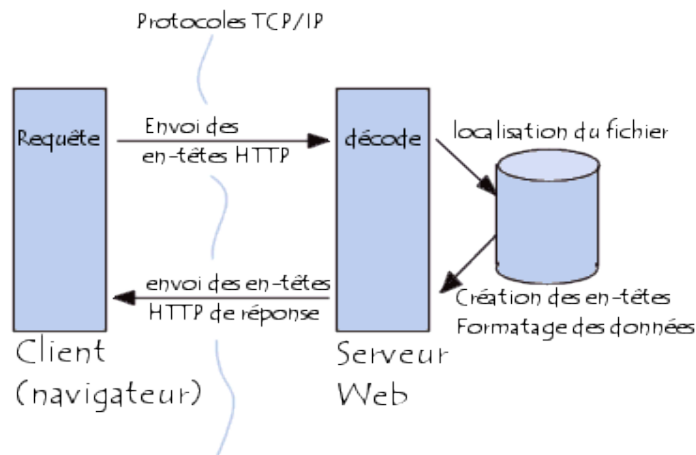 Protocoles TCP/IP
Requête
Envoi des
en-têtes HTTP
décode
localisation du fichier
envoi des en-têtes
HTTP de réponse
Création des en-têtes
Formatage des données
Client
(navigateur)
Serveur
Web